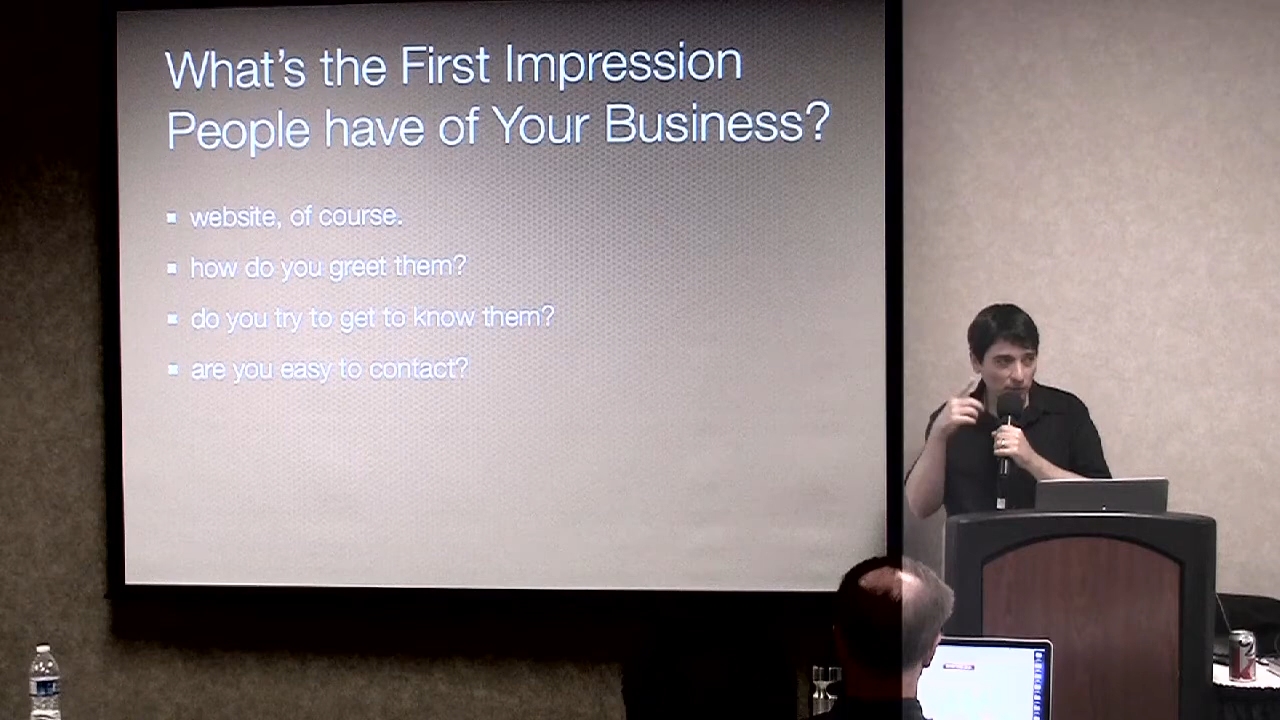 What's the First Impression
People have of Your Business?
website, of course.
how do you greet them?
do you try to get to know them?
are you easy to contact?